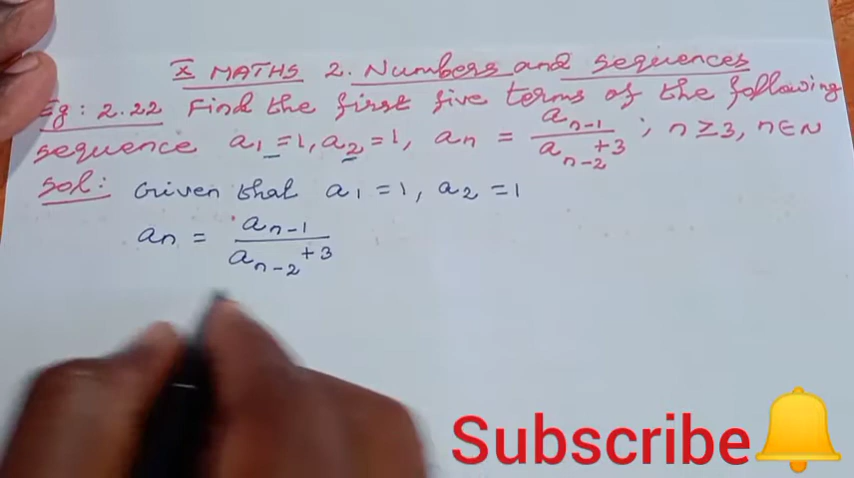 X MATHS 2. Numbers and sequences
Eg: 2.22 Find the first five terms of the following
sequence a₁ = 1, a₂ = 1, aₙ = aₙ₋₁ / (aₙ₋₂ + 3) ; n ≥ 3, n ∈ N
Sol: Given that a₁ = 1, a₂ = 1
aₙ = aₙ₋₁ / (aₙ₋₂ + 3)
Subscribe